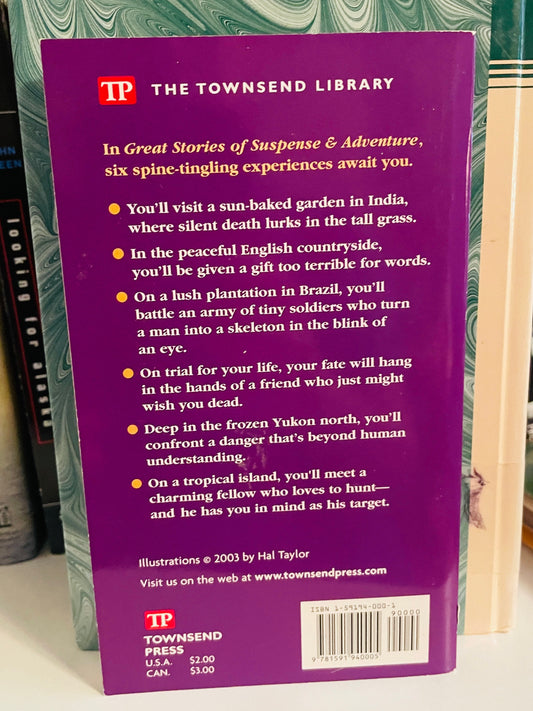 TP THE TOWNSEND LIBRARY
In Great Stories of Suspense & Adventure,
six spine-tingling experiences await you.
● You'll visit a sun-baked garden in India,
where silent death lurks in the tall grass.
● In the peaceful English countryside,
you'll be given a gift too terrible for words.
● On a lush plantation in Brazil, you'll
battle an army of tiny soldiers who turn
a man into a skeleton in the blink of
an eye.
● On trial for your life, your fate will hang
in the hands of a friend who just might
wish you dead.
● Deep in the frozen Yukon north, you'll
confront a danger that's beyond human
understanding.
● On a tropical island, you'll meet a
charming fellow who loves to hunt—
and he has you in mind as his target.
Illustrations © 2003 by Hal Taylor
Visit us on the web at www.townsendpress.com
TP
TOWNSEND
PRESS
U.S.A. $2.00
CAN. $3.00
ISBN 1-59194-000-1
90000
9 781591 940005
looking for alaska